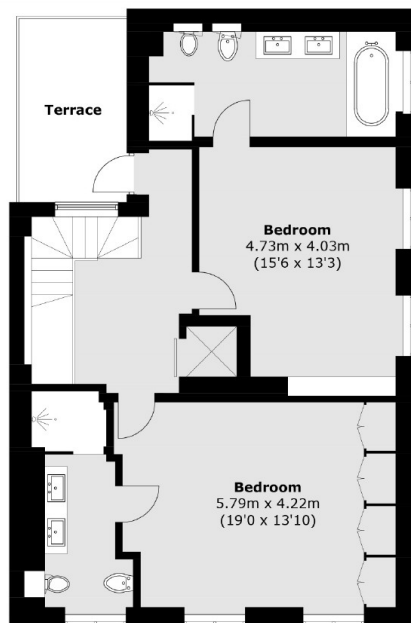 Terrace
Bedroom
4.73m x 4.03m
(15'6 x 13'3)
Bedroom
5.79m x 4.22m
(19'0 x 13'10)